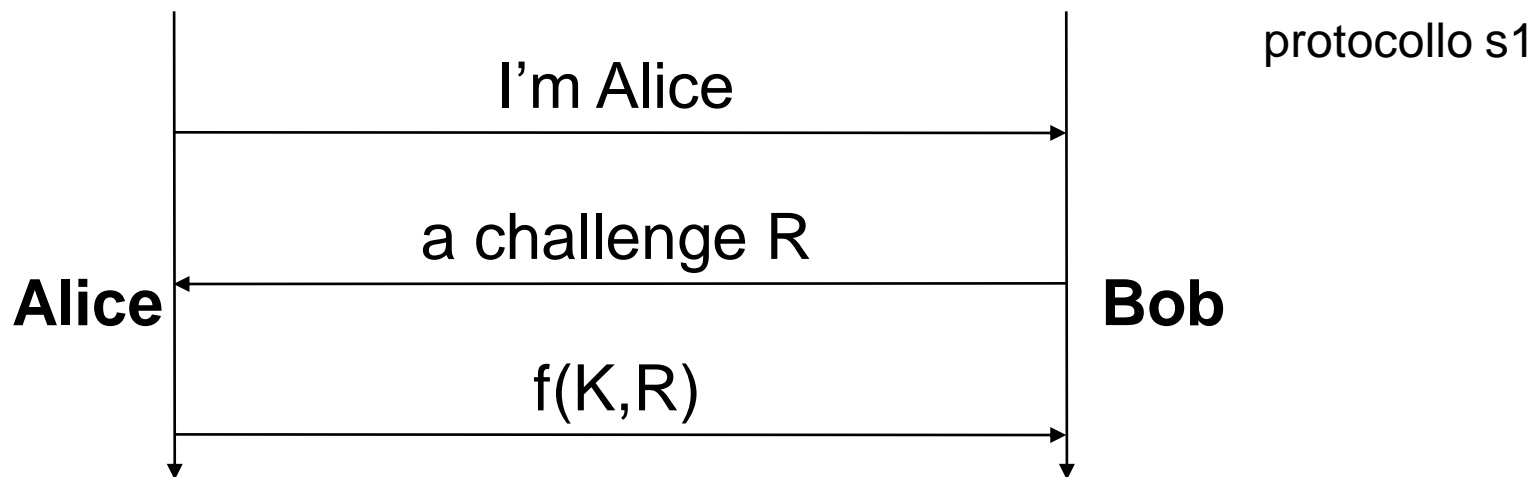 protocollo s1
I’m Alice
a challenge R
Alice
Bob
f(K,R)